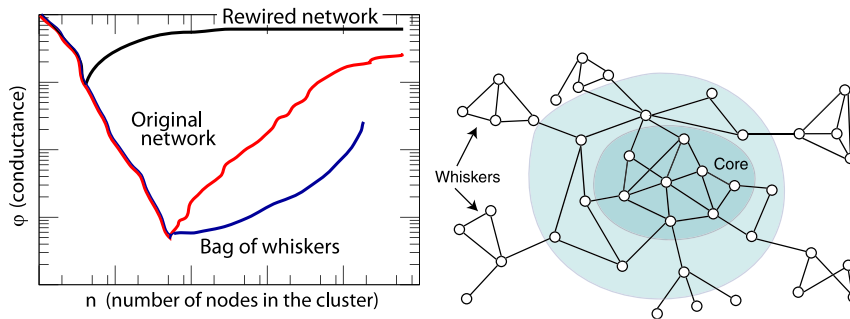 Rewired network
Original
network
Bag of whiskers
φ (conductance)
n (number of nodes in the cluster)
Core
Whiskers